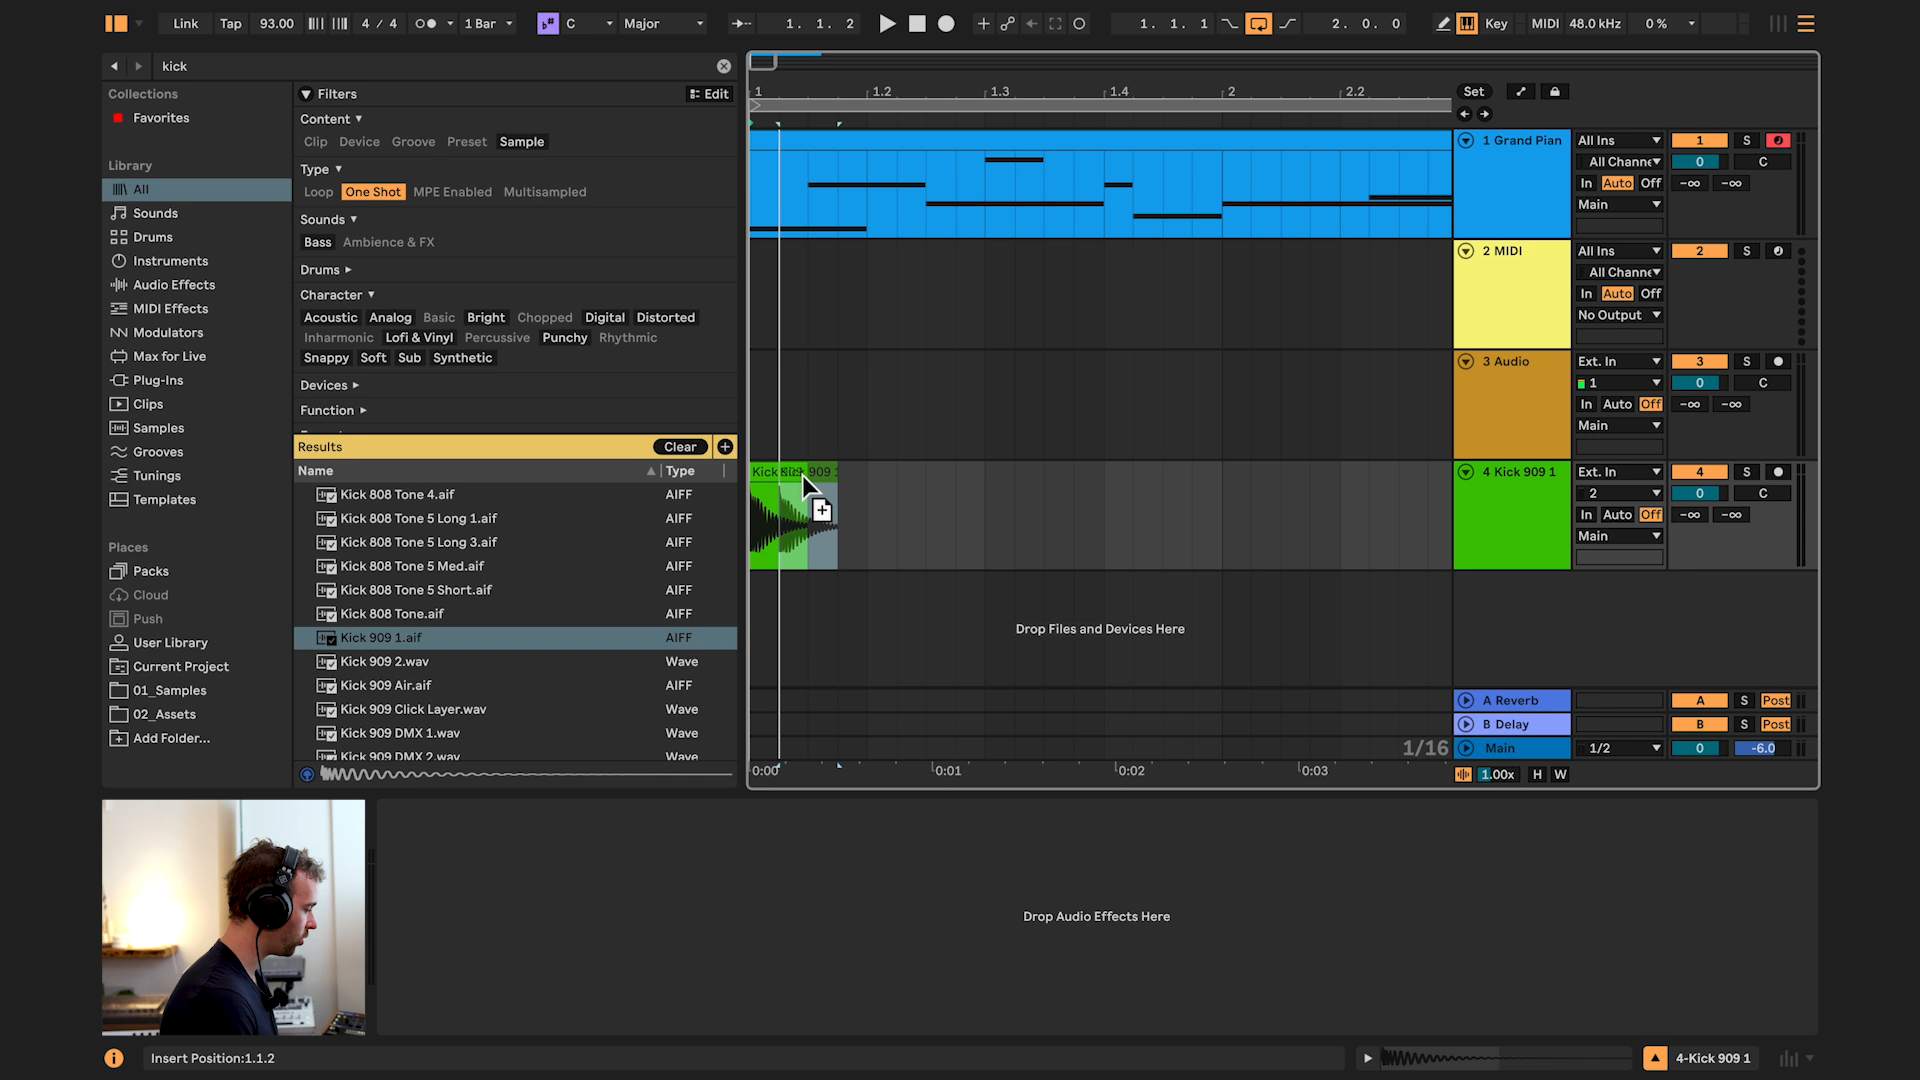 Link Tap 93.00 4 / 4 1 Bar C Major 1. 1. 2 1. 1. 1 2. 0. 0 Key MIDI 48.0 kHz 0 %
kick
Collections
Favorites
Library
All
Sounds
Drums
Instruments
Audio Effects
MIDI Effects
Modulators
Max for Live
Plug-Ins
Clips
Samples
Grooves
Tunings
Templates
Places
Packs
Cloud
Push
User Library
Current Project
01_Samples
02_Assets
Add Folder...
Filters Edit
Content
Clip Device Groove Preset Sample
Type
Loop One Shot MPE Enabled Multisampled
Sounds
Bass Ambience & FX
Drums
Character
Acoustic Analog Basic Bright Chopped Digital Distorted
Inharmonic Lofi & Vinyl Percussive Punchy Rhythmic
Snappy Soft Sub Synthetic
Devices
Function
Results Clear
Name Type
Kick 808 Tone 4.aif AIFF
Kick 808 Tone 5 Long 1.aif AIFF
Kick 808 Tone 5 Long 3.aif AIFF
Kick 808 Tone 5 Med.aif AIFF
Kick 808 Tone 5 Short.aif AIFF
Kick 808 Tone.aif AIFF
Kick 909 1.aif AIFF
Kick 909 2.wav Wave
Kick 909 Air.aif AIFF
Kick 909 Click Layer.wav Wave
Kick 909 DMX 1.wav Wave
Kick 909 DMX 2.wav Wave
1 1.2 1.3 1.4 2 2.2
Set
1 Grand Pian All Ins 1 S
All Channe 0 C
In Auto Off -∞ -∞
Main
2 MIDI All Ins 2 S
All Channe
In Auto Off
No Output
3 Audio Ext. In 3 S
1 0 C
In Auto Off -∞ -∞
Main
Kick 909 1
4 Kick 909 1 Ext. In 4 S
2 0 C
In Auto Off -∞ -∞
Main
Drop Files and Devices Here
A Reverb A S Post
B Delay B S Post
1/16 Main 1/2 0 -6.0
0:00 0:01 0:02 0:03
1.00x H W
Drop Audio Effects Here
Insert Position:1.1.2
4-Kick 909 1